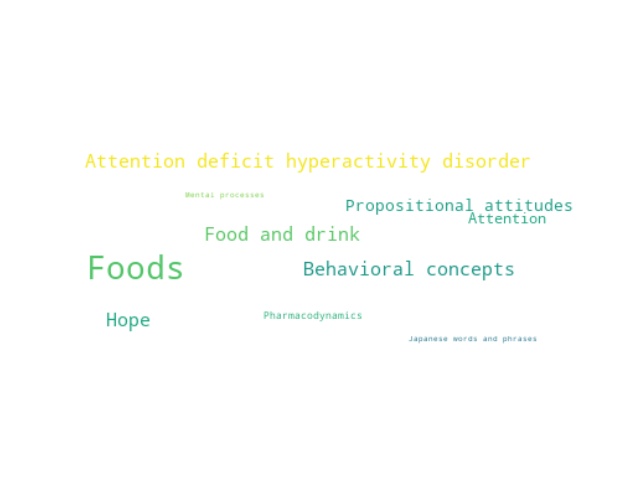 Attention deficit hyperactivity disorder
Mental processes
Propositional attitudes
Attention
Food and drink
Foods
Behavioral concepts
Hope
Pharmacodynamics
Japanese words and phrases